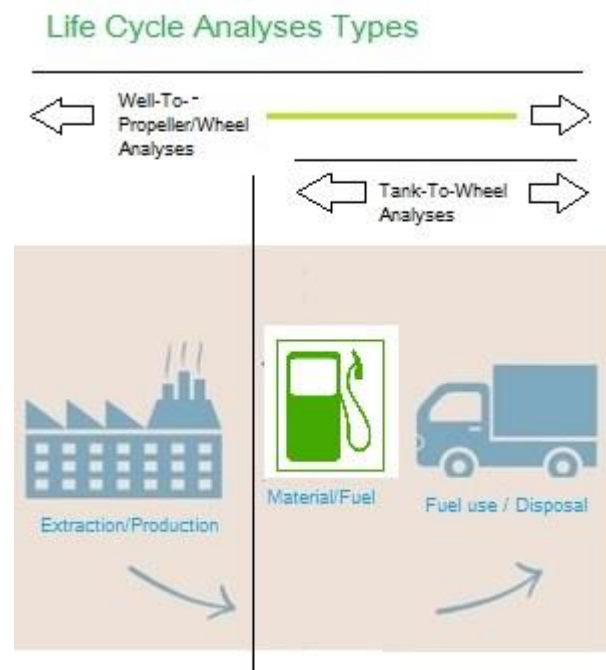 Life Cycle Analyses Types
Well-To-
Propeller/Wheel
Analyses
Tank-To-Wheel
Analyses
Extraction/Production
Material/Fuel
Fuel use / Disposal